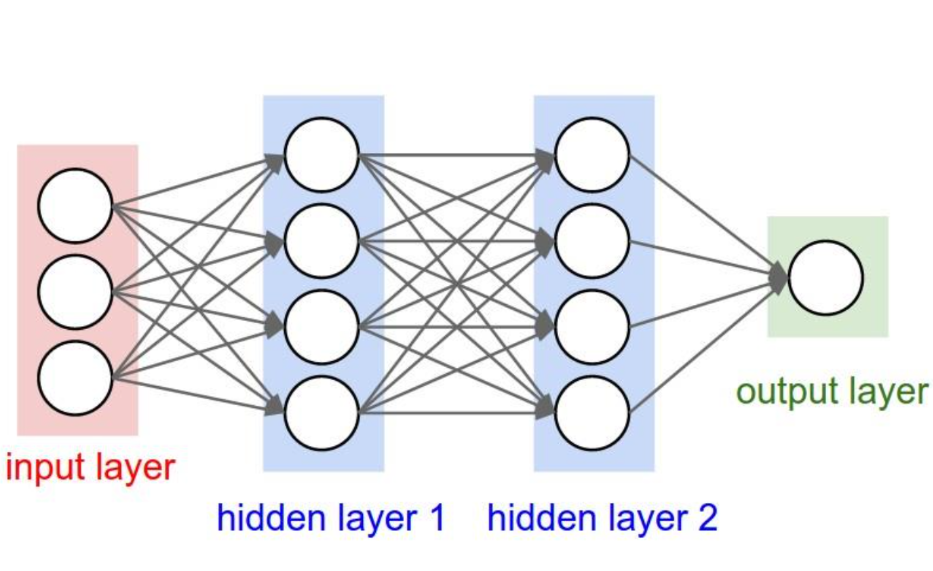 input layer
hidden layer 1
hidden layer 2
output layer